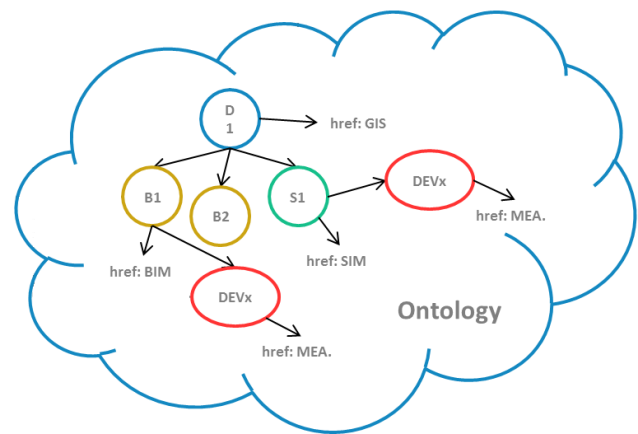 D
1
href: GIS
B1
B2
S1
DEVx
href: MEA.
href: BIM
href: SIM
DEVx
Ontology
href: MEA.